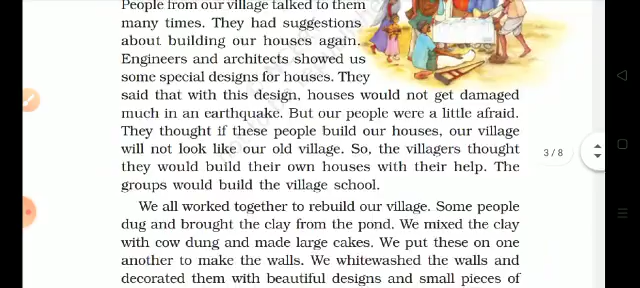 People from our village talked to them
many times. They had suggestions
about building our houses again.
Engineers and architects showed us
some special designs for houses. They
said that with this design, houses would not get damaged
much in an earthquake. But our people were a little afraid.
They thought if these people build our houses, our village
will not look like our old village. So, the villagers thought
they would build their own houses with their help. The
groups would build the village school.
We all worked together to rebuild our village. Some people
dug and brought the clay from the pond. We mixed the clay
with cow dung and made large cakes. We put these on one
another to make the walls. We whitewashed the walls and
decorated them with beautiful designs and small pieces of
3/8